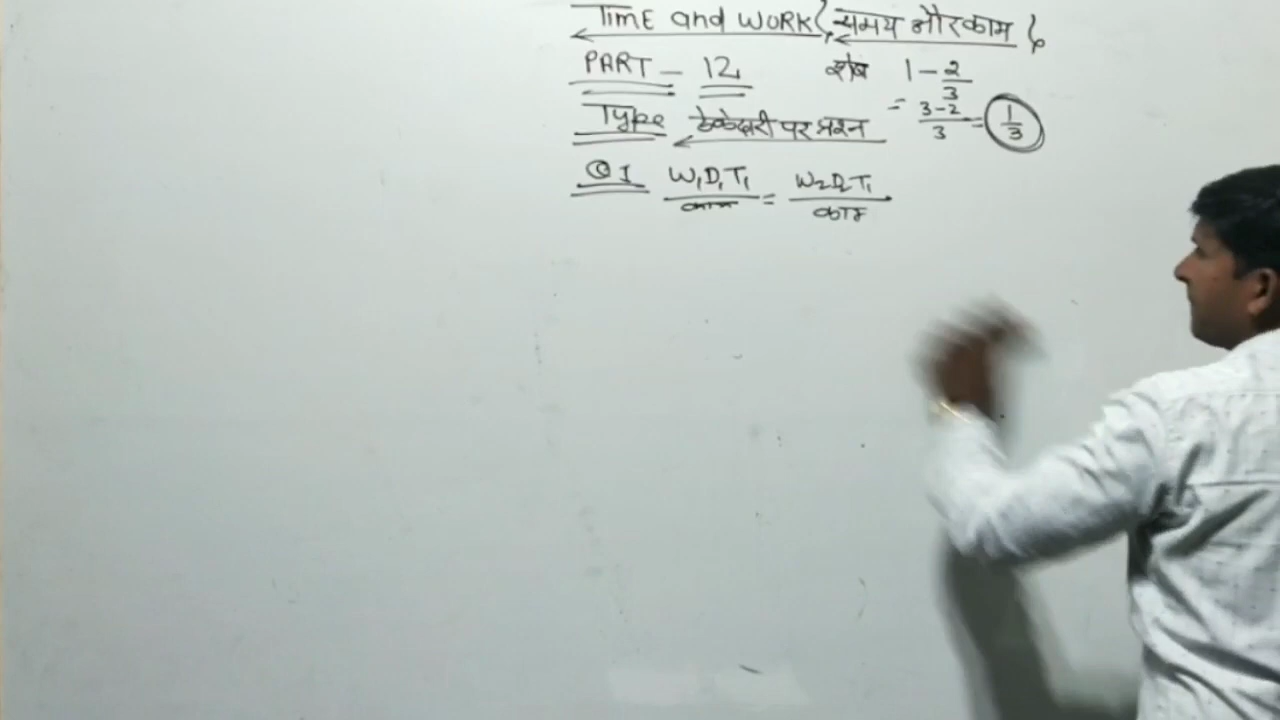 TIME and WORK {, समय और काम }
PART - 12, शेष 1 - 2/3
= 3-2/3 = 1/3
Type ठेकेदारी पर प्रश्न
Q 1 W₁D₁T₁/काम = W₂D₂T₁/काम